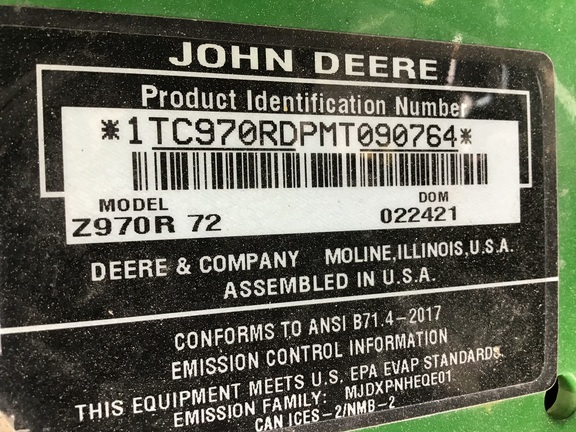 JOHN DEERE
Product Identification Number
*1TC970RDPMT090764*
MODEL DOM
Z970R 72 022421
DEERE & COMPANY MOLINE, ILLINOIS, U.S.A.
ASSEMBLED IN U.S.A.
CONFORMS TO ANSI B71.4-2017
EMISSION CONTROL INFORMATION
THIS EQUIPMENT MEETS U.S. EPA EVAP STANDARDS.
EMISSION FAMILY: MJDXPNHEQE01
CAN ICES-2/NMB-2